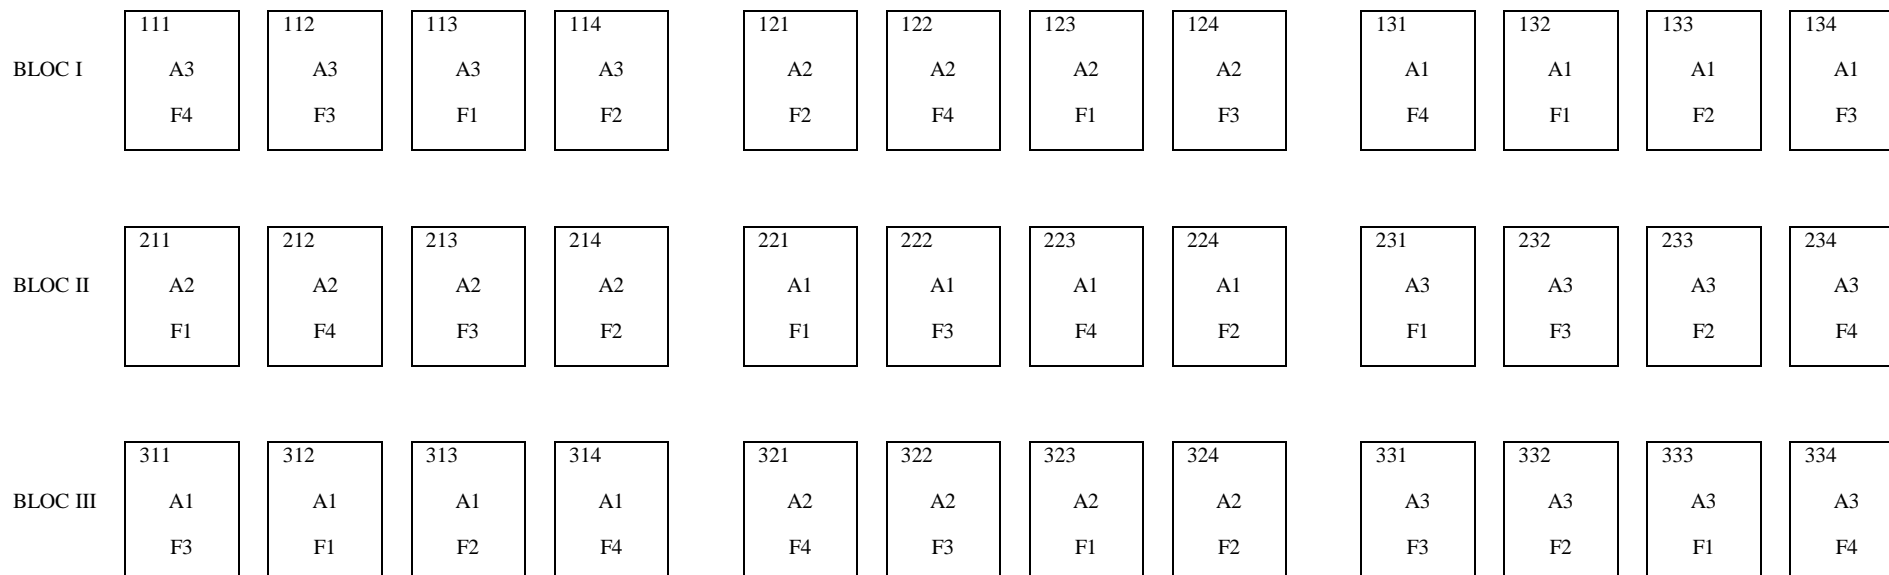 111 112 113 114 121 122 123 124 131 132 133 134
BLOC I A3 A3 A3 A3 A2 A2 A2 A2 A1 A1 A1 A1
F4 F3 F1 F2 F2 F4 F1 F3 F4 F1 F2 F3
211 212 213 214 221 222 223 224 231 232 233 234
BLOC II A2 A2 A2 A2 A1 A1 A1 A1 A3 A3 A3 A3
F1 F4 F3 F2 F1 F3 F4 F2 F1 F3 F2 F4
311 312 313 314 321 322 323 324 331 332 333 334
BLOC III A1 A1 A1 A1 A2 A2 A2 A2 A3 A3 A3 A3
F3 F1 F2 F4 F4 F3 F1 F2 F3 F2 F1 F4